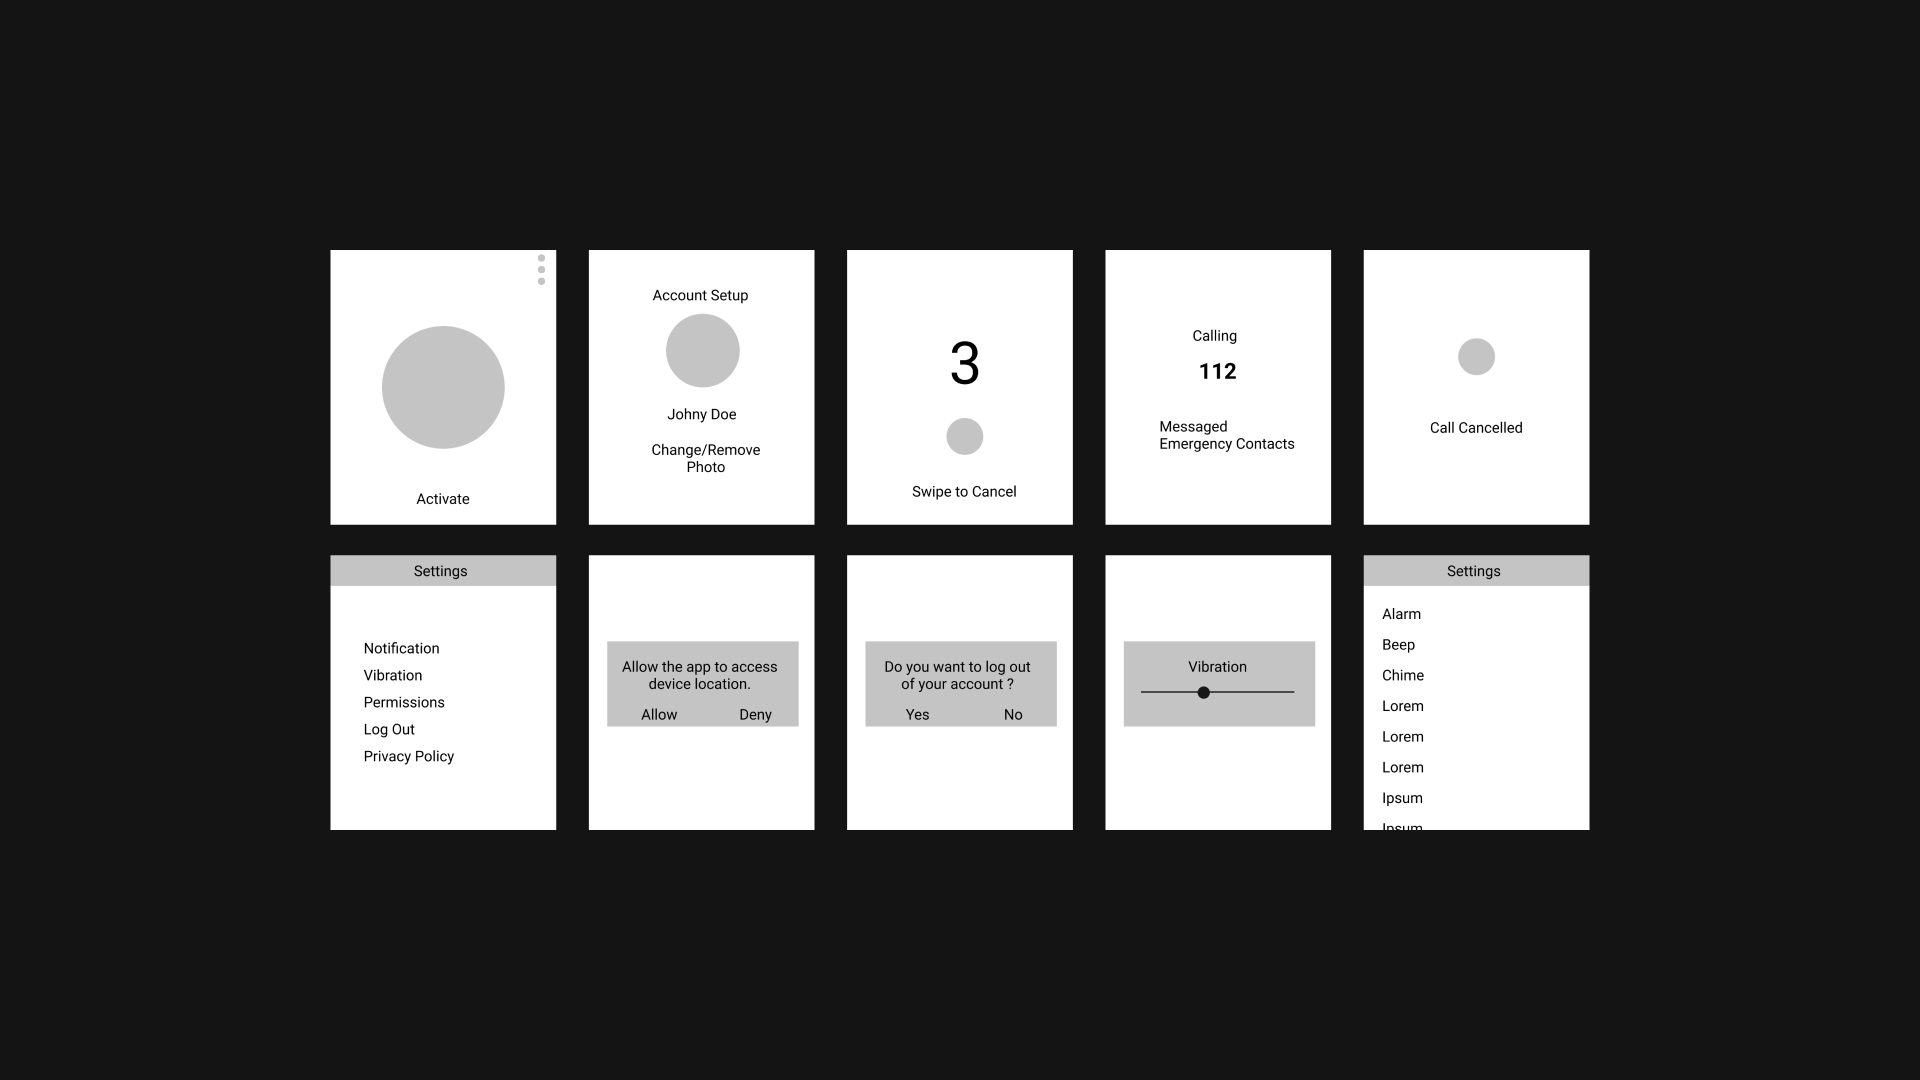 Activate
Account Setup
Johny Doe
Change/Remove
Photo
3
Swipe to Cancel
Calling
112
Messaged
Emergency Contacts
Call Cancelled
Settings
Notification
Vibration
Permissions
Log Out
Privacy Policy
Allow the app to access
device location.
Allow Deny
Do you want to log out
of your account ?
Yes No
Vibration
Settings
Alarm
Beep
Chime
Lorem
Lorem
Lorem
Ipsum
Ipsum